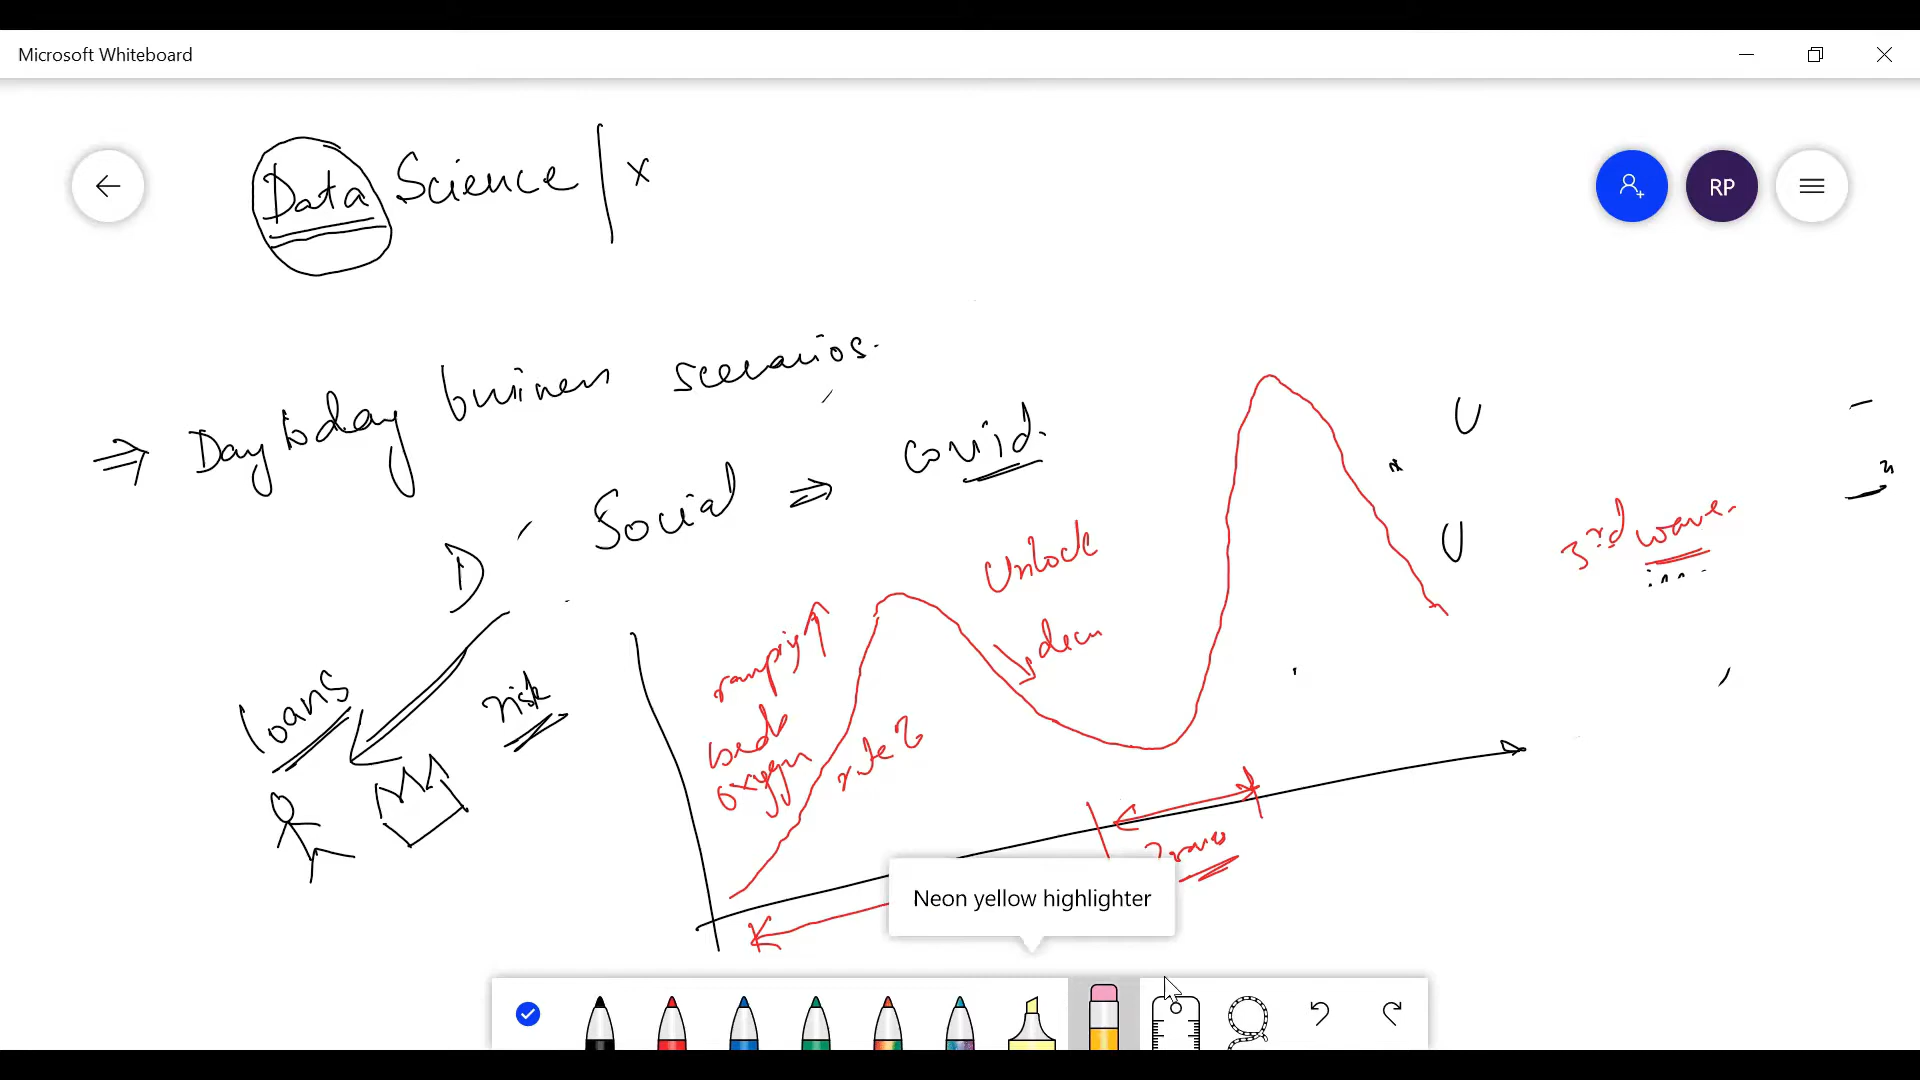 Microsoft Whiteboard
Data Science | x
RP
⇒ Day to day business scenarios.
D Social ⇒ Covid.
U
U
3rd wave.
Unlock
ramping ↑
decr
loans
risk
beds
oxygen
rate
Neon yellow highlighter